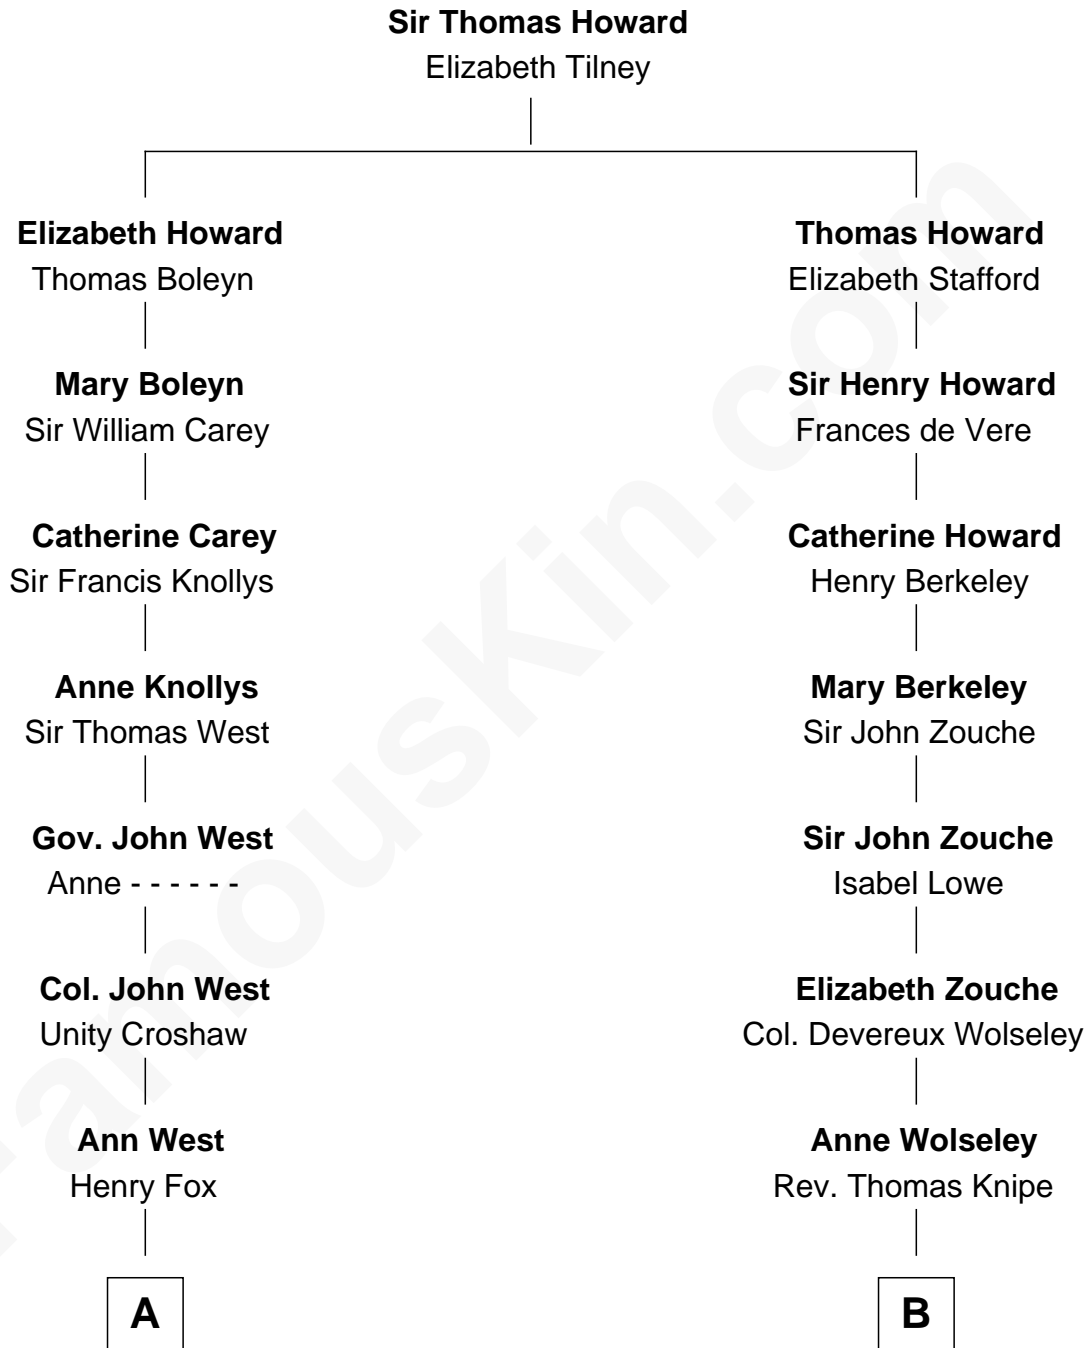 Sir Thomas Howard
Elizabeth Tilney
Elizabeth Howard
Thomas Boleyn
Mary Boleyn
Sir William Carey
Catherine Carey
Sir Francis Knollys
Anne Knollys
Sir Thomas West
Gov. John West
Anne - - - - - -
Col. John West
Unity Croshaw
Ann West
Henry Fox
A
Thomas Howard
Elizabeth Stafford
Sir Henry Howard
Frances de Vere
Catherine Howard
Henry Berkeley
Mary Berkeley
Sir John Zouche
Sir John Zouche
Isabel Lowe
Elizabeth Zouche
Col. Devereux Wolseley
Anne Wolseley
Rev. Thomas Knipe
B
FamousKin.com